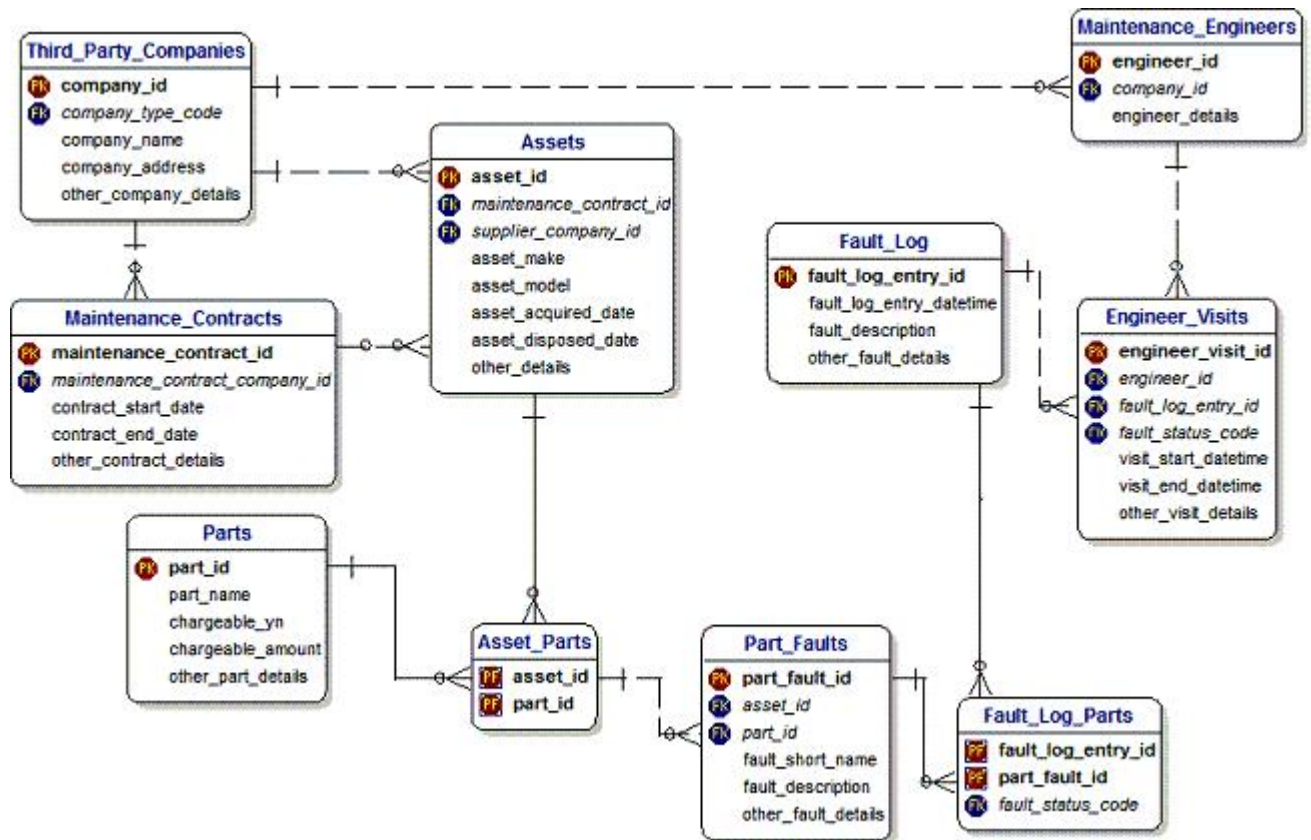 Third_Party_Companies
PK company_id
FK company_type_code
company_name
company_address
other_company_details
Maintenance_Engineers
PK engineer_id
FK company_id
engineer_details
Assets
PK asset_id
FK maintenance_contract_id
FK supplier_company_id
asset_make
asset_model
asset_acquired_date
asset_disposed_date
other_details
Fault_Log
PK fault_log_entry_id
fault_log_entry_datetime
fault_description
other_fault_details
Maintenance_Contracts
PK maintenance_contract_id
FK maintenance_contract_company_id
contract_start_date
contract_end_date
other_contract_details
Engineer_Visits
PK engineer_visit_id
FK engineer_id
FK fault_log_entry_id
FK fault_status_code
visit_start_datetime
visit_end_datetime
other_visit_details
Parts
PK part_id
part_name
chargeable_yn
chargeable_amount
other_part_details
Asset_Parts
PF asset_id
PF part_id
Part_Faults
PK part_fault_id
FK asset_id
FK part_id
fault_short_name
fault_description
other_fault_details
Fault_Log_Parts
PF fault_log_entry_id
PF part_fault_id
FK fault_status_code